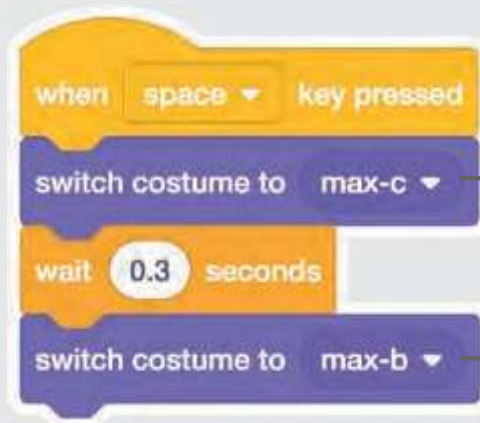 when space key pressed
switch costume to max-c
wait 0.3 seconds
switch costume to max-b